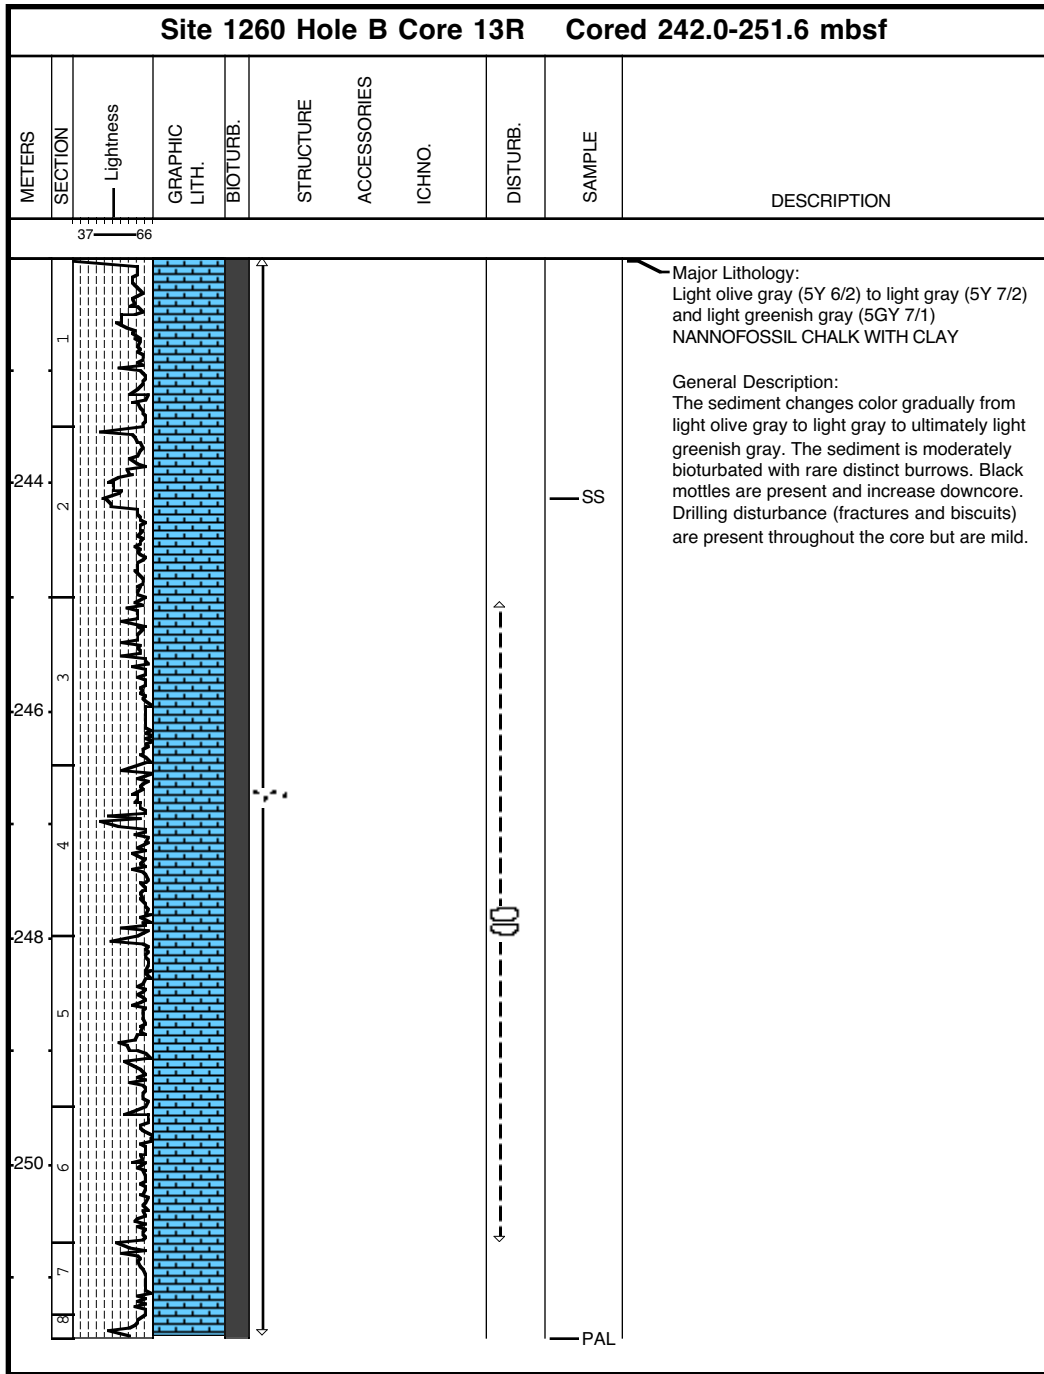 Site 1260 Hole B Core 13R Cored 242.0-251.6 mbsf
METERS
SECTION
Lightness
GRAPHIC
LITH.
BIOTURB.
STRUCTURE
ACCESSORIES
ICHNO.
DISTURB.
SAMPLE
DESCRIPTION
37 66
Major Lithology:
Light olive gray (5Y 6/2) to light gray (5Y 7/2)
and light greenish gray (5GY 7/1)
NANNOFOSSIL CHALK WITH CLAY
General Description:
The sediment changes color gradually from
light olive gray to light gray to ultimately light
greenish gray. The sediment is moderately
bioturbated with rare distinct burrows. Black
mottles are present and increase downcore.
Drilling disturbance (fractures and biscuits)
are present throughout the core but are mild.
1
244
2
SS
3
246
4
248
5
250
6
7
8
PAL